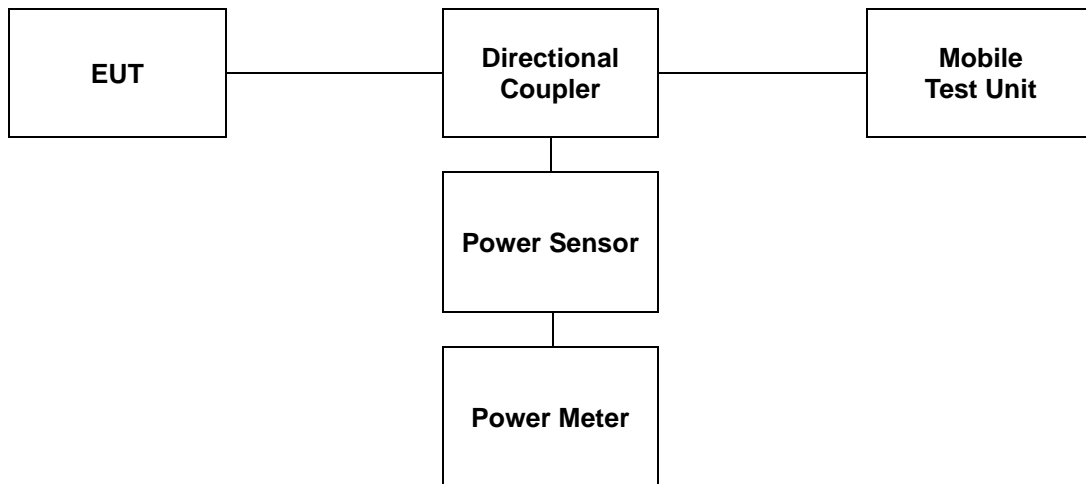 EUT
Directional
Coupler
Mobile
Test Unit
Power Sensor
Power Meter